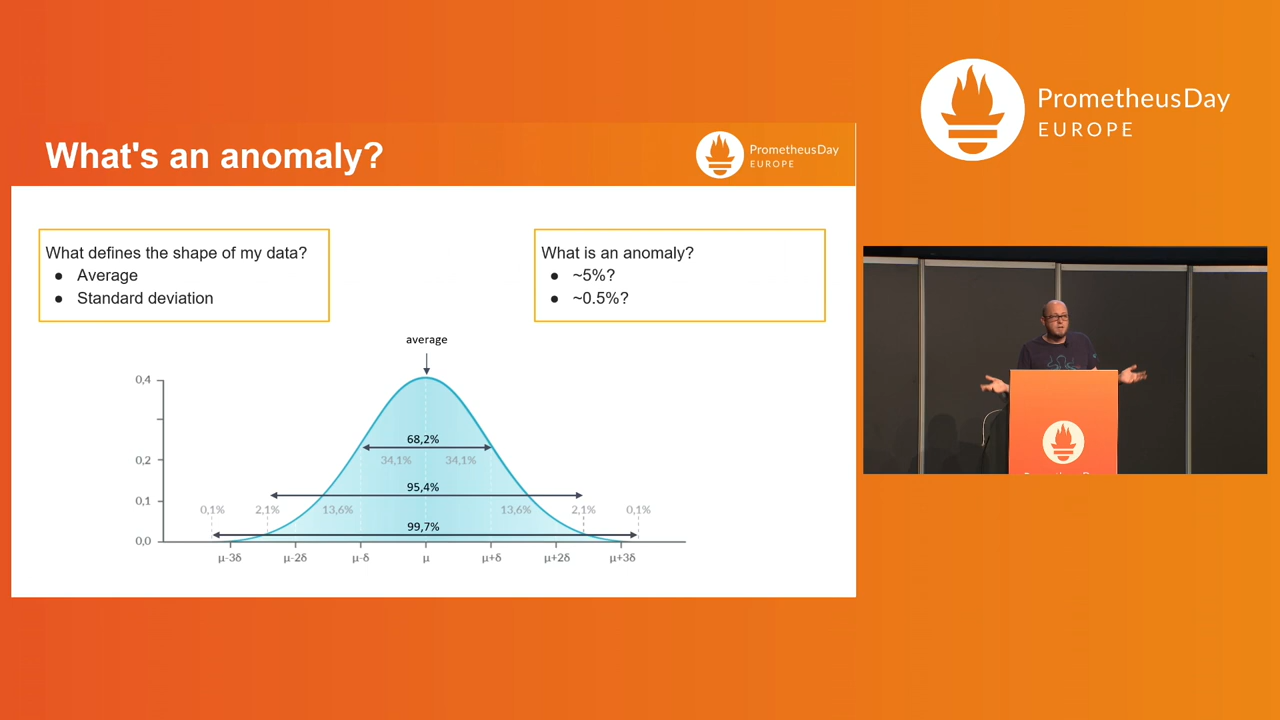 PrometheusDay
EUROPE
What's an anomaly?
PrometheusDay
EUROPE
What defines the shape of my data?
● Average
● Standard deviation
What is an anomaly?
● ~5%?
● ~0.5%?
average
0,4
0,2
0,1
0,0
68,2%
34,1% 34,1%
95,4%
0,1% 2,1% 13,6% 13,6% 2,1% 0,1%
99,7%
μ-3δ μ-2δ μ-δ μ μ+δ μ+2δ μ+3δ